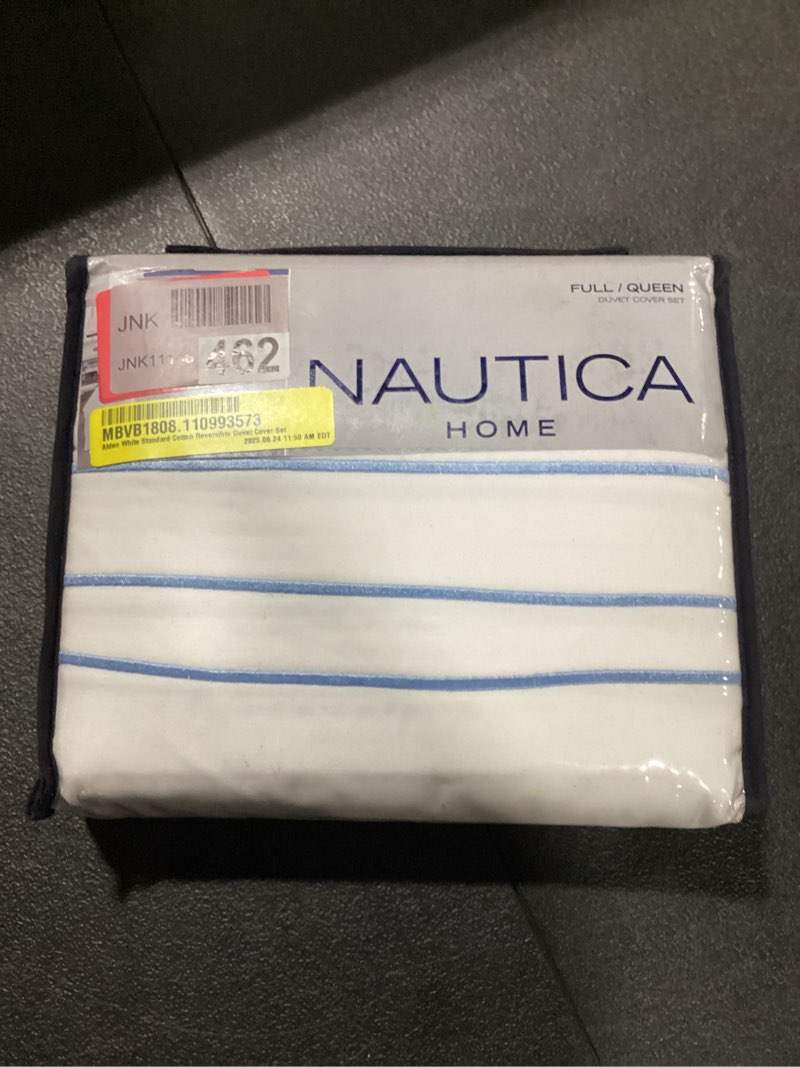 FULL / QUEEN
DUVET COVER SET
JNK
462
NAUTICA
HOME
MBVB1808.110993573
Alden White Standard Cotton Reversible Duvet Cover Set
2025.06.24 11:50 AM EDT